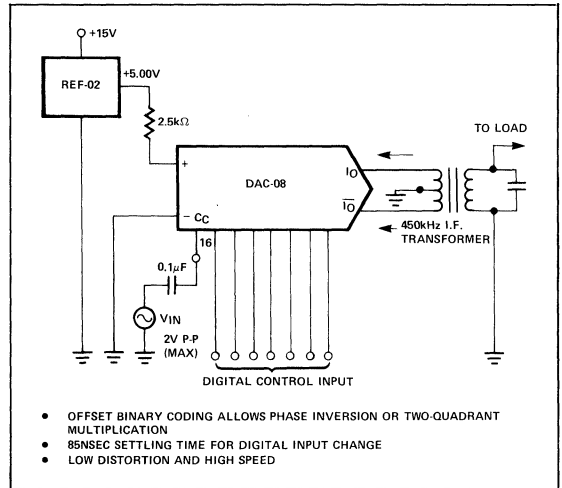 +15V
REF-02
+5.00V
2.5kΩ
TO LOAD
+
DAC-08
IO
IO
- CC
16
450kHz I.F.
TRANSFORMER
0.1μF
VIN
2V P-P
(MAX)
DIGITAL CONTROL INPUT
• OFFSET BINARY CODING ALLOWS PHASE INVERSION OR TWO-QUADRANT
MULTIPLICATION
• 85NSEC SETTLING TIME FOR DIGITAL INPUT CHANGE
• LOW DISTORTION AND HIGH SPEED